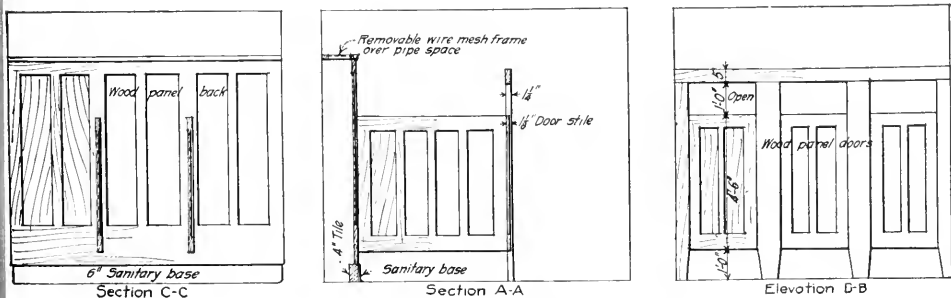 Wood panel back
6" Sanitary base
Section C-C
Removable wire mesh frame
over pipe space
1¼"
1⅛" Door stile
4" Tile
Sanitary base
Section A-A
5"
1'-0"
Open
Wood panel doors
4'-6"
1'-0"